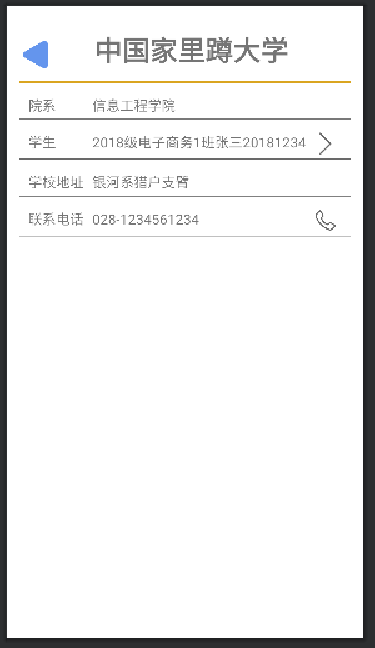 中国家里蹲大学
院系 信息工程学院
学生 2018级电子商务1班张三20181234
学校地址 银河系猎户支臂
联系电话 028-1234561234